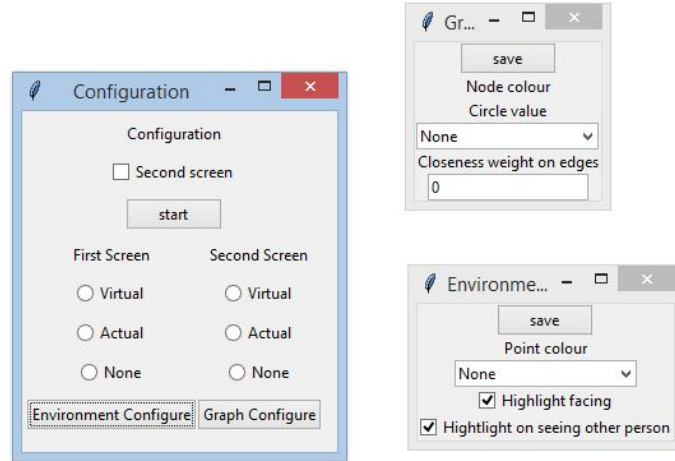 Configuration
Configuration
Second screen
start
First Screen Second Screen
Virtual Virtual
Actual Actual
None None
Environment Configure Graph Configure
Gr...
save
Node colour
Circle value
None
Closeness weight on edges
0
Environme...
save
Point colour
None
Highlight facing
Hightlight on seeing other person